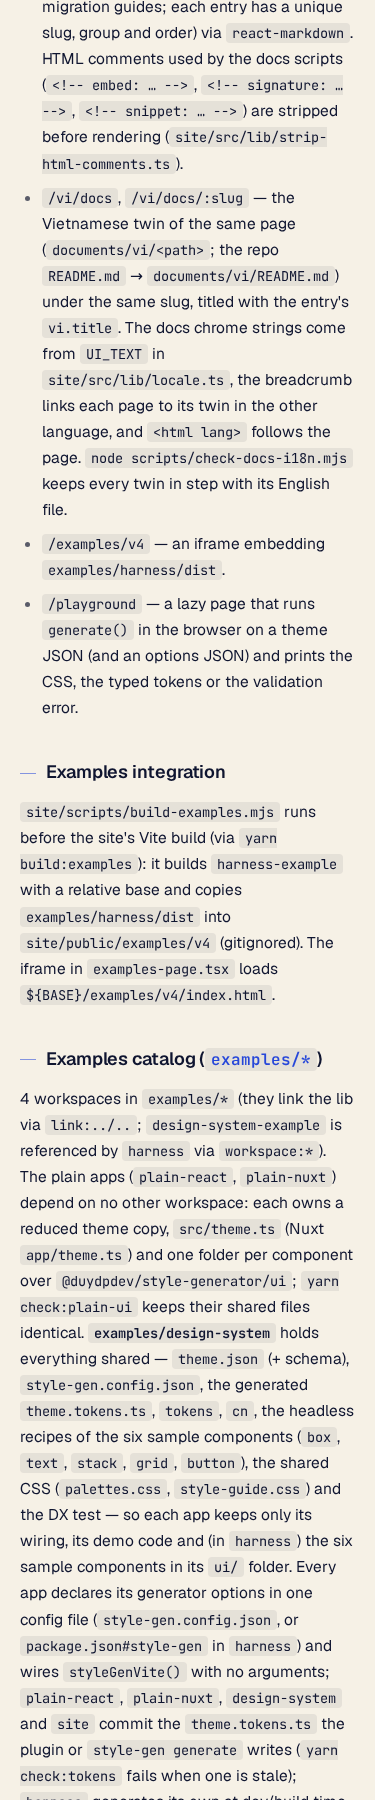 migration guides; each entry has a unique
slug, group and order) via react-markdown.
HTML comments used by the docs scripts
(<!-- embed: … -->, <!-- signature: …
-->, <!-- snippet: … -->) are stripped
before rendering (site/src/lib/strip-
html-comments.ts).
• /vi/docs, /vi/docs/:slug — the
Vietnamese twin of the same page
(documents/vi/<path>; the repo
README.md → documents/vi/README.md)
under the same slug, titled with the entry's
vi.title. The docs chrome strings come
from UI_TEXT in
site/src/lib/locale.ts, the breadcrumb
links each page to its twin in the other
language, and <html lang> follows the
page. node scripts/check-docs-i18n.mjs
keeps every twin in step with its English
file.
• /examples/v4 — an iframe embedding
examples/harness/dist.
• /playground — a lazy page that runs
generate() in the browser on a theme
JSON (and an options JSON) and prints the
CSS, the typed tokens or the validation
error.
— Examples integration
site/scripts/build-examples.mjs runs
before the site's Vite build (via yarn
build:examples): it builds harness-example
with a relative base and copies
examples/harness/dist into
site/public/examples/v4 (gitignored). The
iframe in examples-page.tsx loads
${BASE}/examples/v4/index.html.
— Examples catalog (examples/*)
4 workspaces in examples/* (they link the lib
via link:../..; design-system-example is
referenced by harness via workspace:*).
The plain apps (plain-react, plain-nuxt)
depend on no other workspace: each owns a
reduced theme copy, src/theme.ts (Nuxt
app/theme.ts) and one folder per component
over @duydpdev/style-generator/ui; yarn
check:plain-ui keeps their shared files
identical. examples/design-system holds
everything shared — theme.json (+ schema),
style-gen.config.json, the generated
theme.tokens.ts, tokens, cn, the headless
recipes of the six sample components (box,
text, stack, grid, button), the shared
CSS (palettes.css, style-guide.css) and
the DX test — so each app keeps only its
wiring, its demo code and (in harness) the six
sample components in its ui/ folder. Every
app declares its generator options in one
config file (style-gen.config.json, or
package.json#style-gen in harness) and
wires styleGenVite() with no arguments;
plain-react, plain-nuxt, design-system
and site commit the theme.tokens.ts the
plugin or style-gen generate writes (yarn
check:tokens fails when one is stale);
harness generates its own at dev/build time